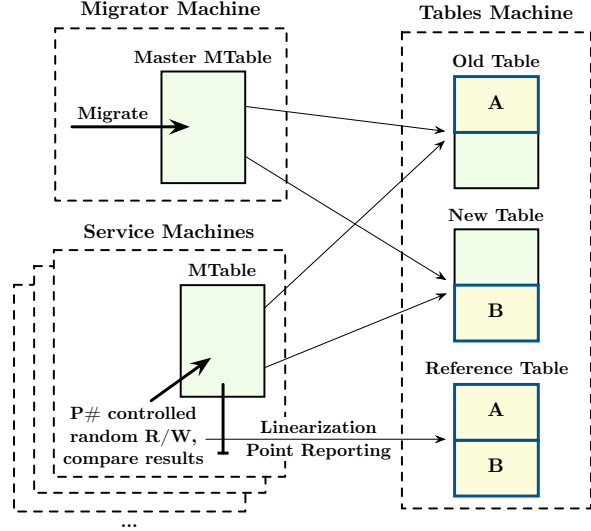 Migrator Machine
Tables Machine
Master MTable
Old Table
Migrate
A
New Table
Service Machines
MTable
B
Reference Table
A
P# controlled
random R/W,
compare results
Linearization
Point Reporting
B
...